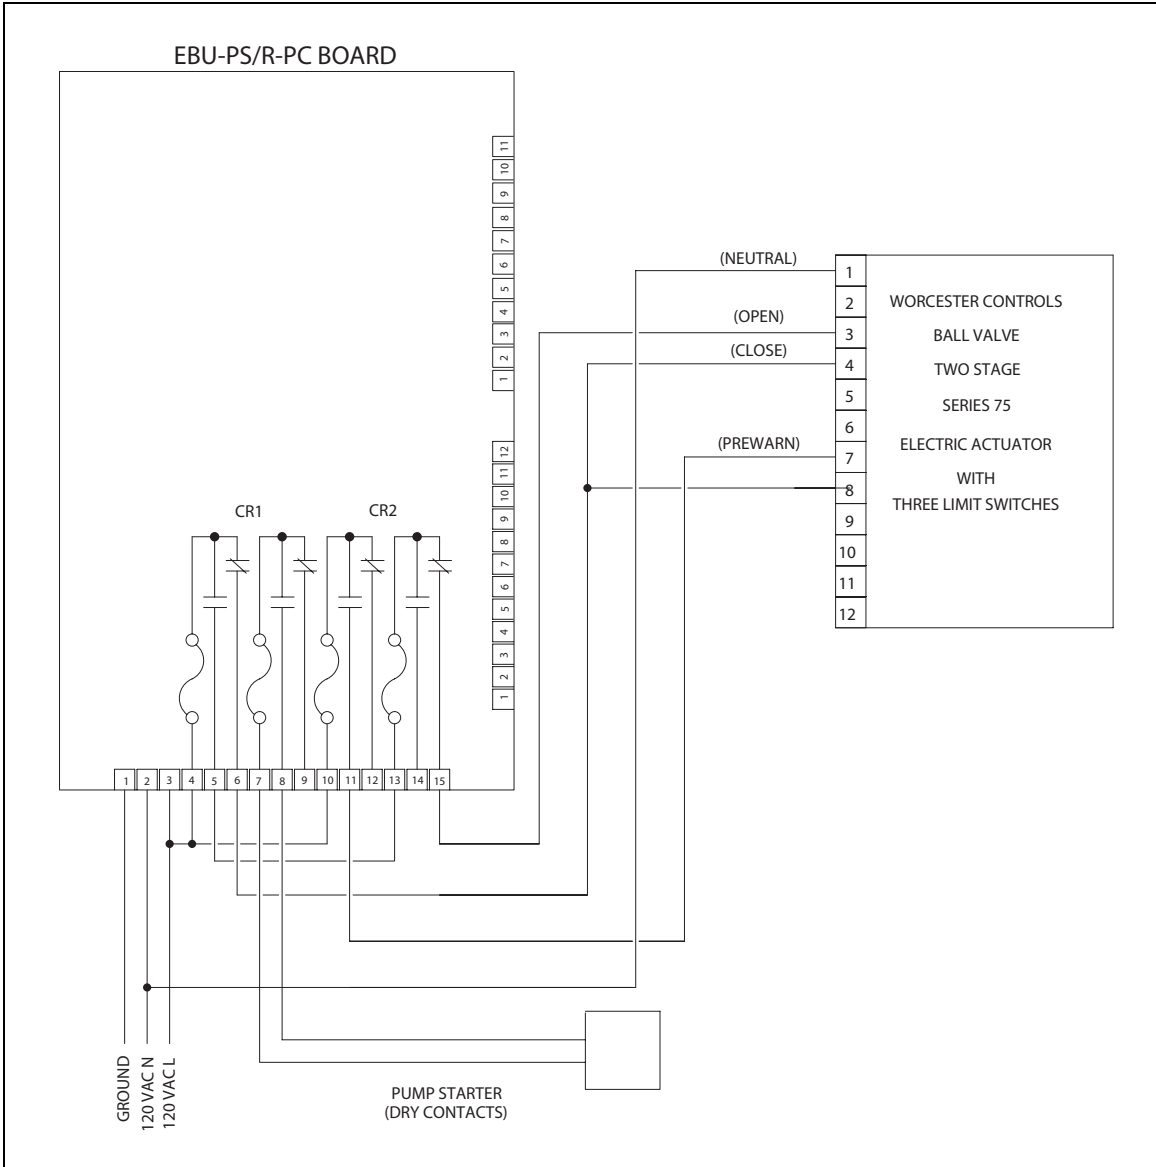 EBU-PS/R-PC BOARD
11
10
9
8
7
6
5
4
3
2
1
12
11
10
9
8
7
6
5
4
3
2
1
CR1 CR2
1 2 3 4 5 6 7 8 9 10 11 12 13 14 15
(NEUTRAL)
(OPEN)
(CLOSE)
(PREWARN)
1
2
3
4
5
6
7
8
9
10
11
12
WORCESTER CONTROLS
BALL VALVE
TWO STAGE
SERIES 75
ELECTRIC ACTUATOR
WITH
THREE LIMIT SWITCHES
GROUND
120 VAC N
120 VAC L
PUMP STARTER
(DRY CONTACTS)